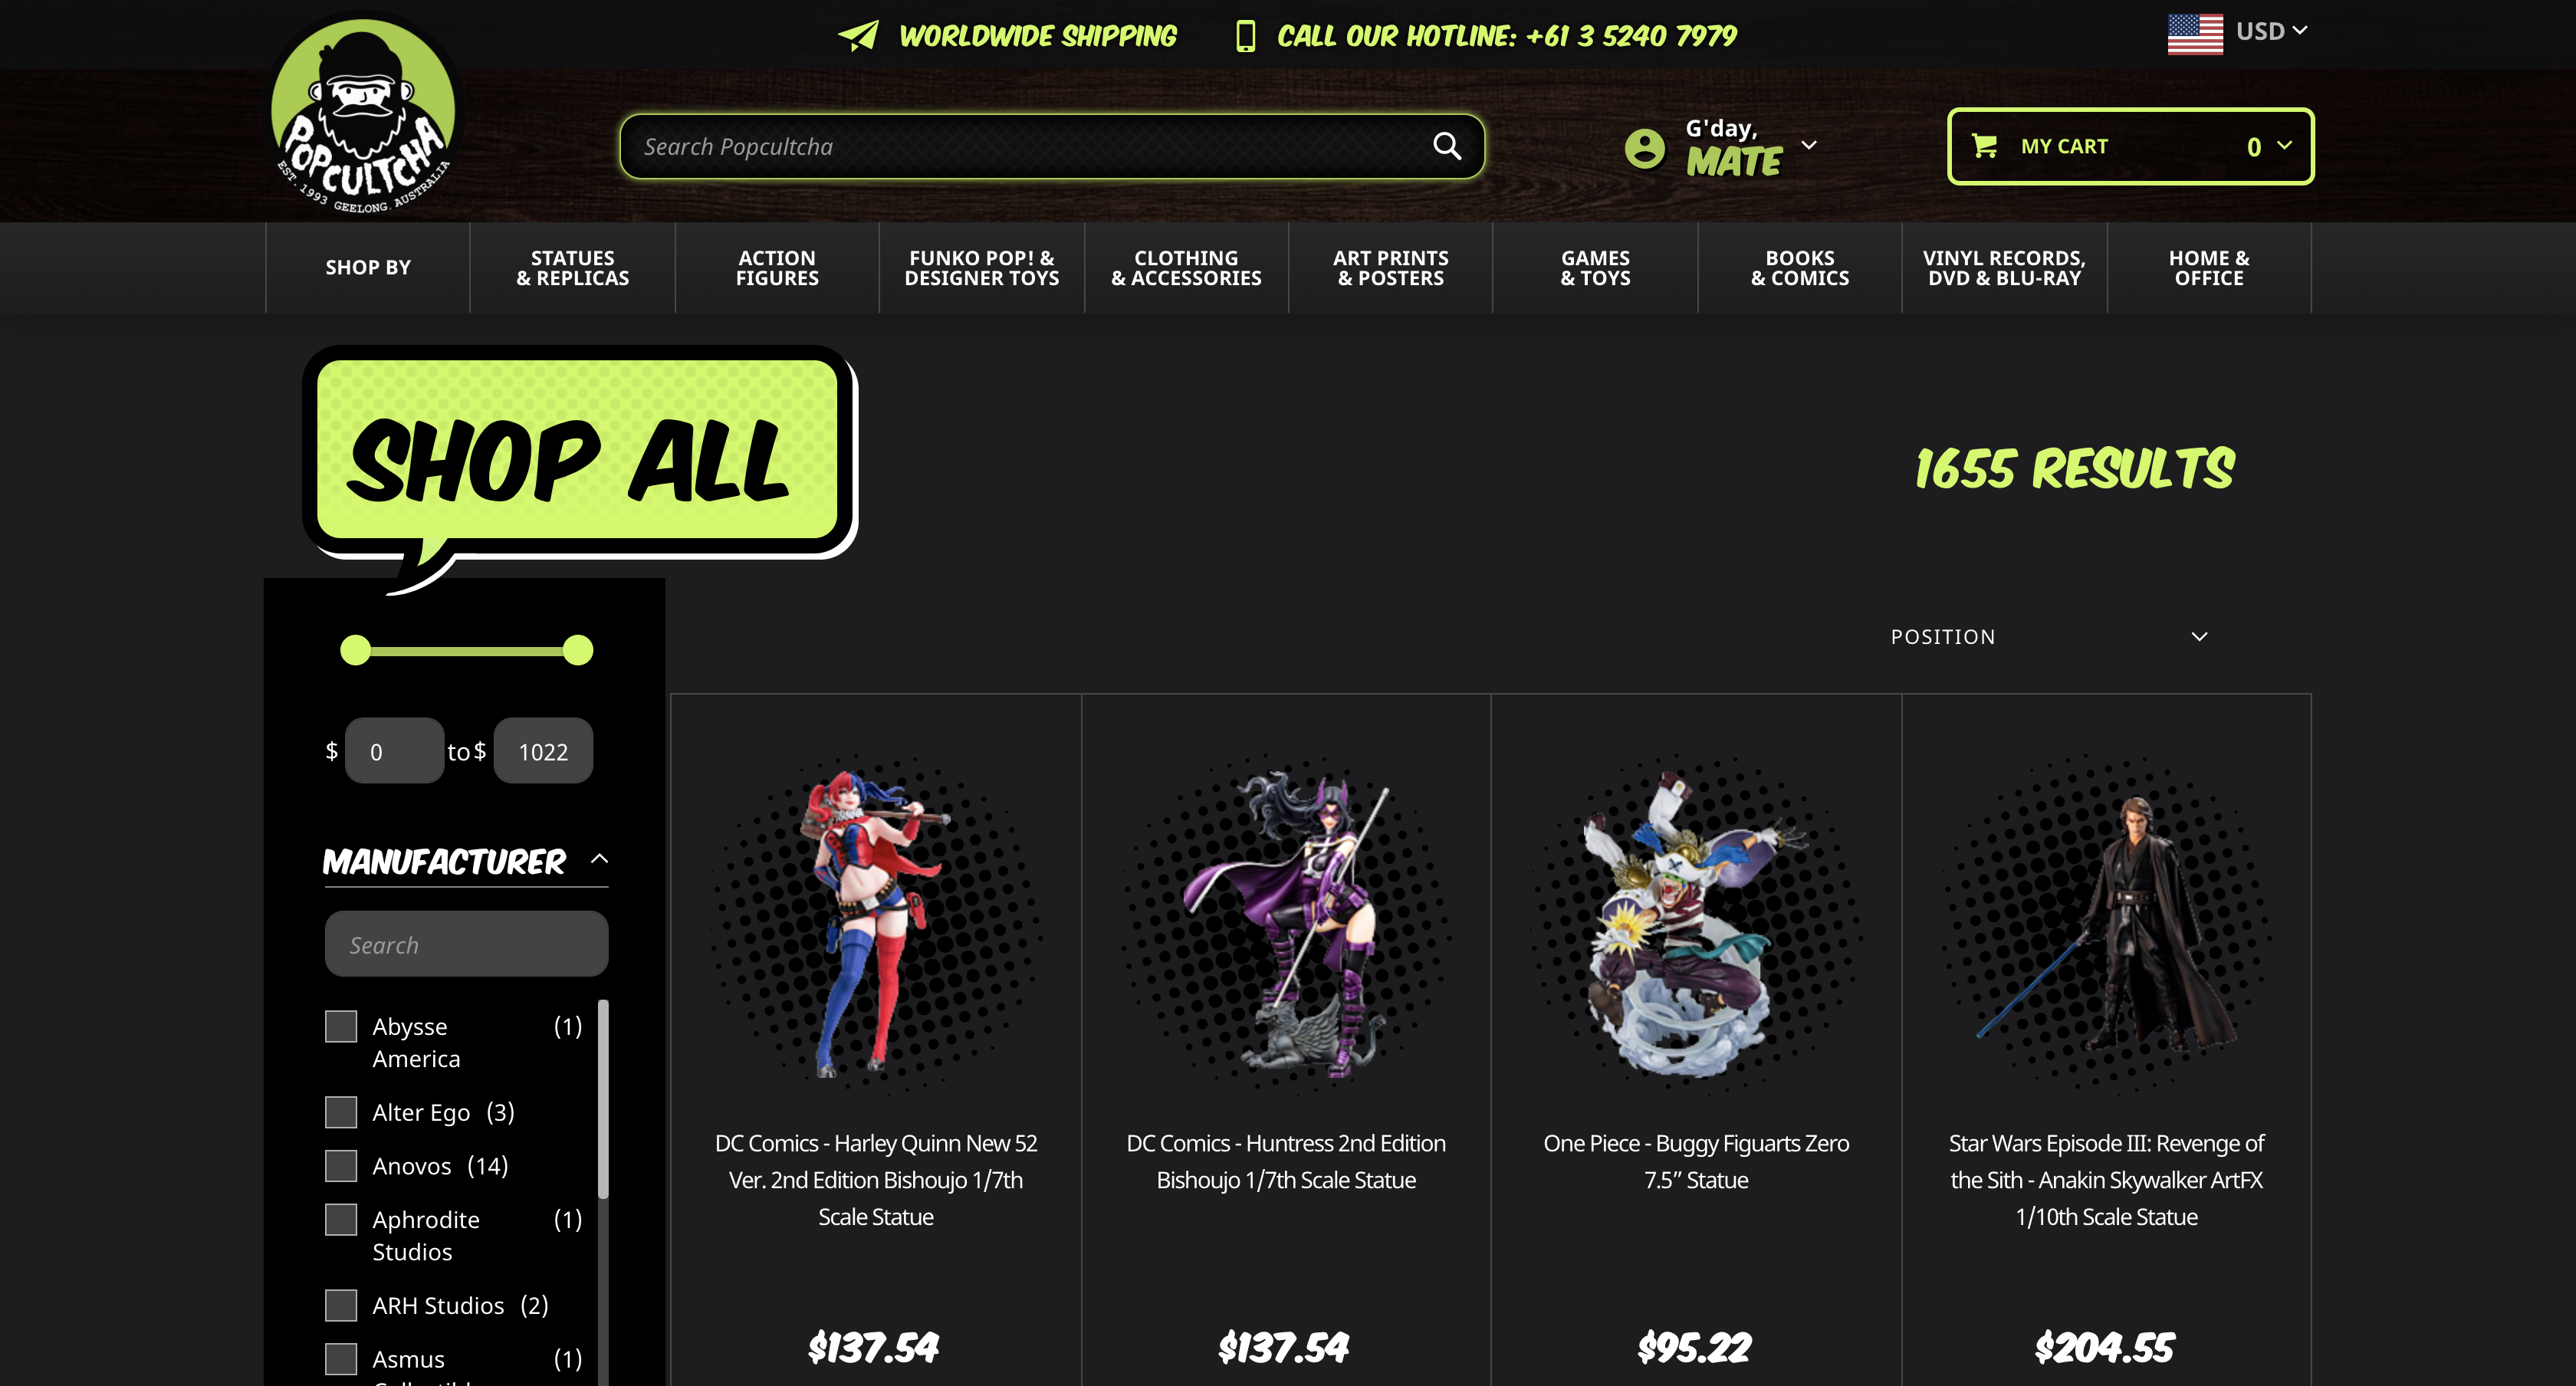 WORLDWIDE SHIPPING
CALL OUR HOTLINE: +61 3 5240 7979
USD
POPCULTCHA
EST. 1993 GEELONG, AUSTRALIA
Search Popcultcha
G'day,
MATE
MY CART
0
SHOP BY
STATUES
& REPLICAS
ACTION
FIGURES
FUNKO POP! &
DESIGNER TOYS
CLOTHING
& ACCESSORIES
ART PRINTS
& POSTERS
GAMES
& TOYS
BOOKS
& COMICS
VINYL RECORDS,
DVD & BLU-RAY
HOME &
OFFICE
SHOP ALL
1655 RESULTS
POSITION
$ 0 to $ 1022
MANUFACTURER
Search
Abysse (1)
America
Alter Ego (3)
Anovos (14)
Aphrodite (1)
Studios
ARH Studios (2)
Asmus (1)
DC Comics - Harley Quinn New 52
Ver. 2nd Edition Bishoujo 1/7th
Scale Statue
$137.54
DC Comics - Huntress 2nd Edition
Bishoujo 1/7th Scale Statue
$137.54
One Piece - Buggy Figuarts Zero
7.5” Statue
$95.22
Star Wars Episode III: Revenge of
the Sith - Anakin Skywalker ArtFX
1/10th Scale Statue
$204.55